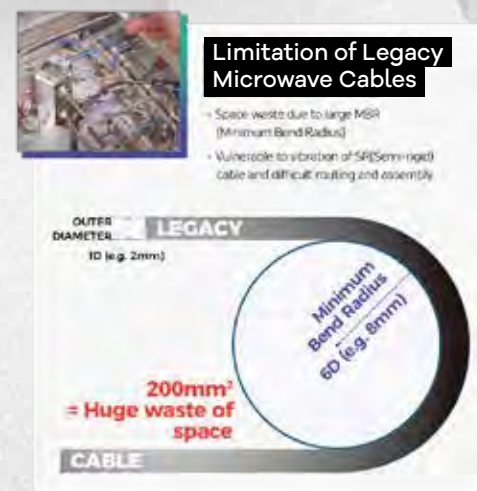 Limitation of Legacy
Microwave Cables
- Space waste due to large MBR
(Minimum Bend Radius)
- Vulnerable to vibration of SR(Semi-rigid)
cable and difficult routing and assembly
OUTER
DIAMETER
1D (e.g. 2mm)
LEGACY
Minimum
Bend Radius
6D (e.g. 8mm)
200mm²
= Huge waste of
space
CABLE